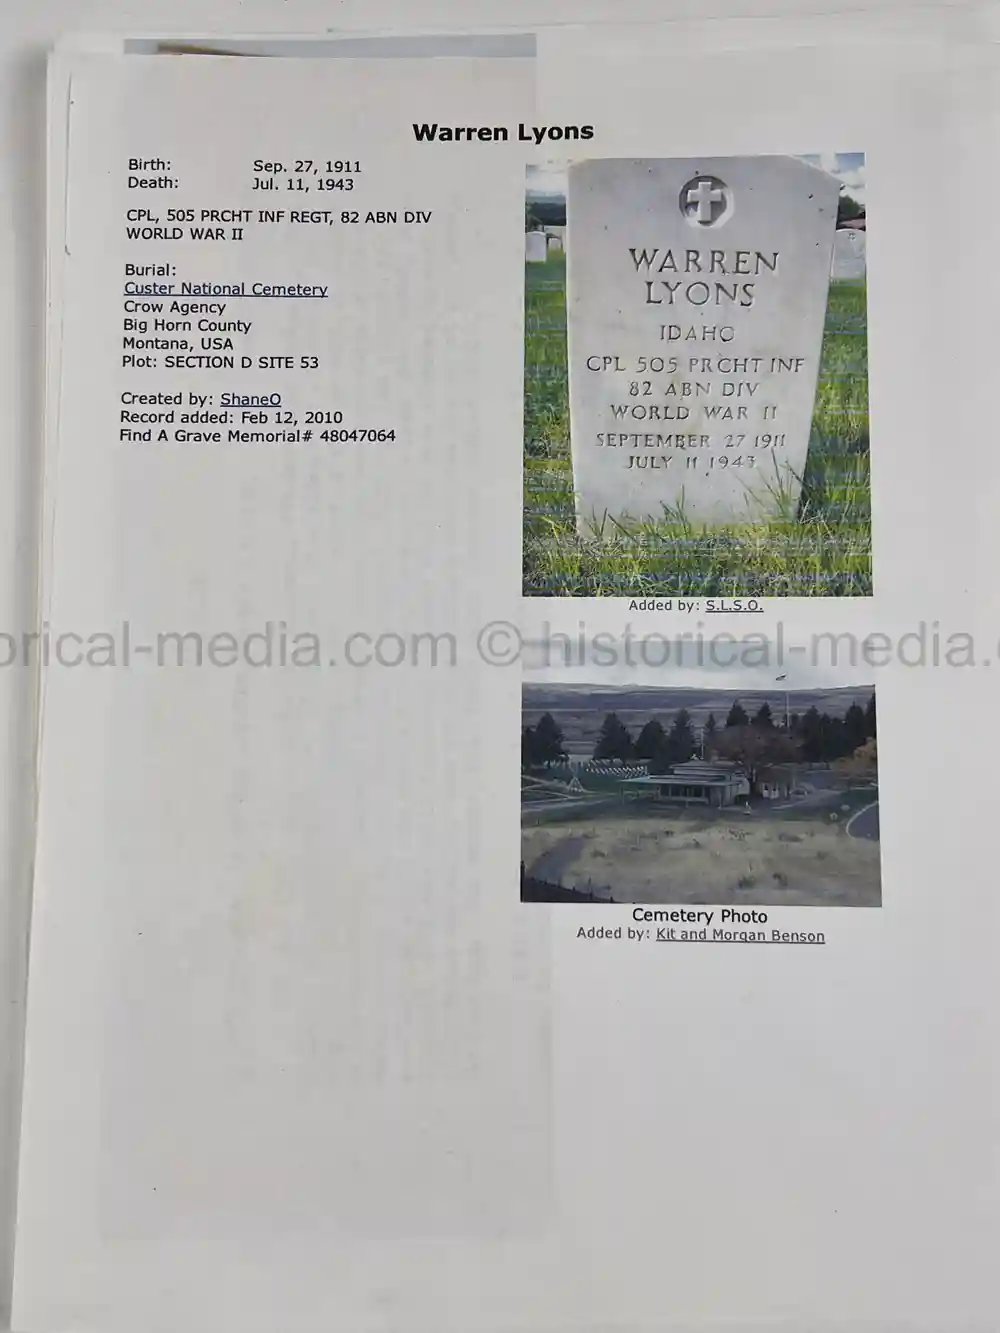 Warren Lyons
Birth: Sep. 27, 1911
Death: Jul. 11, 1943
CPL, 505 PRCHT INF REGT, 82 ABN DIV
WORLD WAR II
Burial:
Custer National Cemetery
Crow Agency
Big Horn County
Montana, USA
Plot: SECTION D SITE 53
Created by: ShaneO
Record added: Feb 12, 2010
Find A Grave Memorial# 48047064
WARREN
LYONS
IDAHO
CPL 505 PRCHT INF
82 ABN DIV
WORLD WAR II
SEPTEMBER 27 1911
JULY 11 1943
Added by: S.L.S.O.
orical-media.com © historical-media.c
Cemetery Photo
Added by: Kit and Morgan Benson